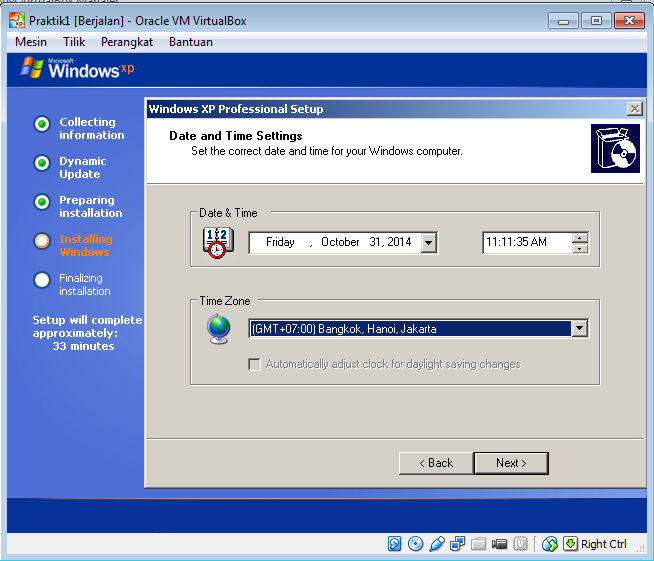 Praktik1 [Berjalan] - Oracle VM VirtualBox
Mesin Tilik Perangkat Bantuan
Microsoft
Windows xp
Collecting
information
Dynamic
Update
Preparing
installation
Installing
Windows
Finalizing
installation
Setup will complete
approximately:
33 minutes
Windows XP Professional Setup
Date and Time Settings
Set the correct date and time for your Windows computer.
Date & Time
1 2
Friday , October 31, 2014
11:11:35 AM
Time Zone
(GMT+07:00) Bangkok, Hanoi, Jakarta
Automatically adjust clock for daylight saving changes
< Back
Next >
Right Ctrl